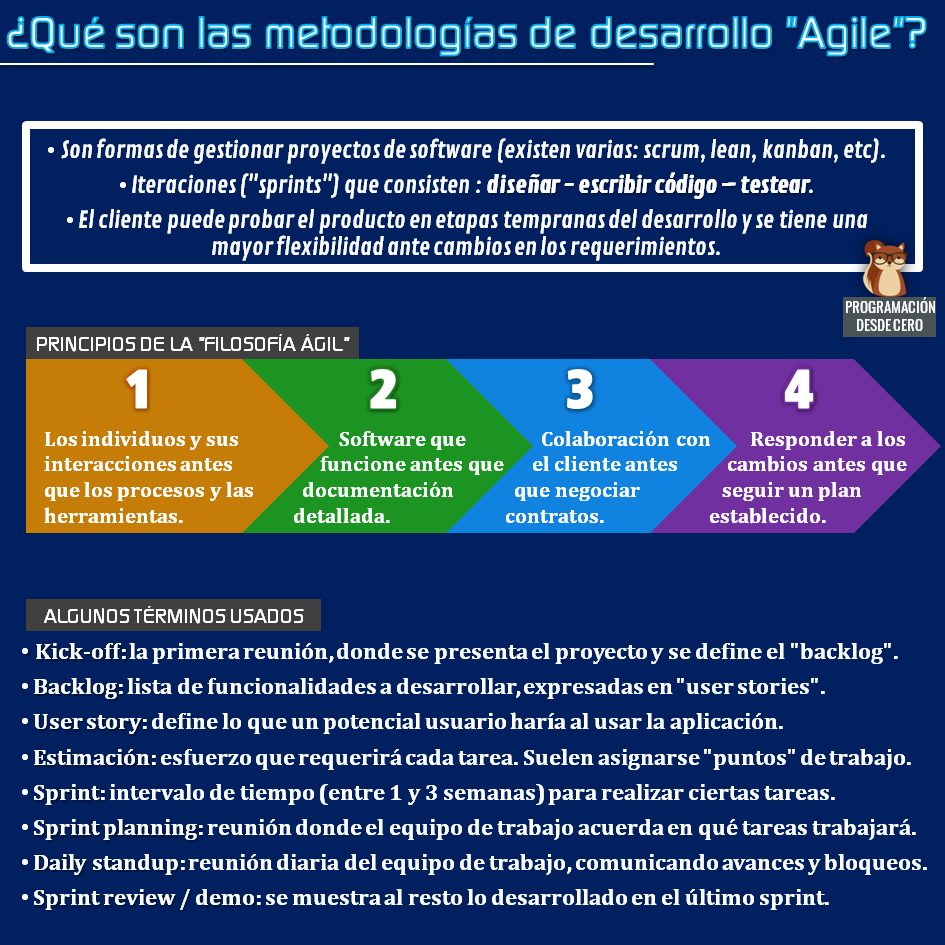 ¿Qué son las metodologías de desarrollo "Agile"?
• Son formas de gestionar proyectos de software (existen varias: scrum, lean, kanban, etc).
• Iteraciones ("sprints") que consisten : diseñar - escribir código – testear.
• El cliente puede probar el producto en etapas tempranas del desarrollo y se tiene una
mayor flexibilidad ante cambios en los requerimientos.
PROGRAMACIÓN
DESDE CERO
PRINCIPIOS DE LA "FILOSOFÍA ÁGIL"
1
Los individuos y sus
interacciones antes
que los procesos y las
herramientas.
2
Software que
funcione antes que
documentación
detallada.
3
Colaboración con
el cliente antes
que negociar
contratos.
4
Responder a los
cambios antes que
seguir un plan
establecido.
ALGUNOS TÉRMINOS USADOS
• Kick-off: la primera reunión, donde se presenta el proyecto y se define el "backlog".
• Backlog: lista de funcionalidades a desarrollar, expresadas en "user stories".
• User story: define lo que un potencial usuario haría al usar la aplicación.
• Estimación: esfuerzo que requerirá cada tarea. Suelen asignarse "puntos" de trabajo.
• Sprint: intervalo de tiempo (entre 1 y 3 semanas) para realizar ciertas tareas.
• Sprint planning: reunión donde el equipo de trabajo acuerda en qué tareas trabajará.
• Daily standup: reunión diaria del equipo de trabajo, comunicando avances y bloqueos.
• Sprint review / demo: se muestra al resto lo desarrollado en el último sprint.